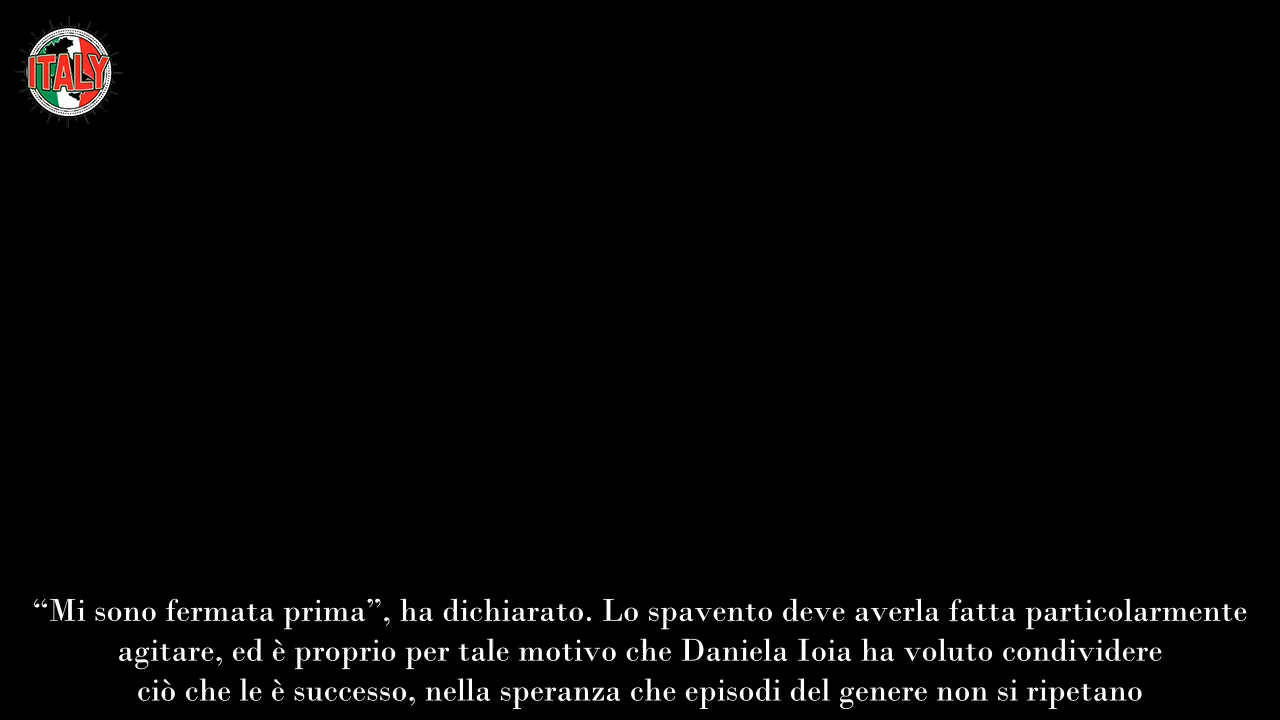 ITALY
“Mi sono fermata prima”, ha dichiarato. Lo spavento deve averla fatta particolarmente
agitare, ed è proprio per tale motivo che Daniela Ioia ha voluto condividere
ciò che le è successo, nella speranza che episodi del genere non si ripetano